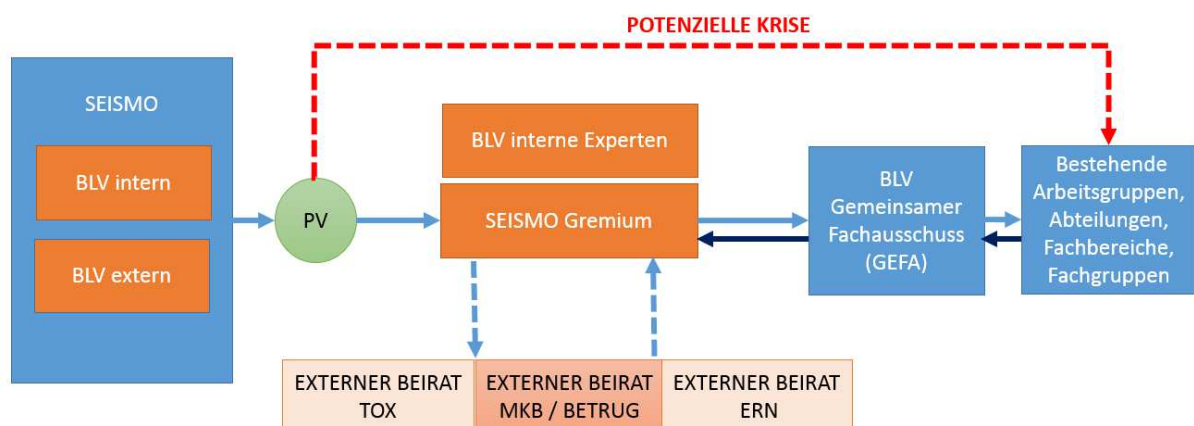 POTENZIELLE KRISE
SEISMO
BLV intern
BLV extern
PV
BLV interne Experten
SEISMO Gremium
BLV
Gemeinsamer
Fachausschuss
(GEFA)
Bestehende
Arbeitsgruppen,
Abteilungen,
Fachbereiche,
Fachgruppen
EXTERNER BEIRAT
TOX
EXTERNER BEIRAT
MKB / BETRUG
EXTERNER BEIRAT
ERN